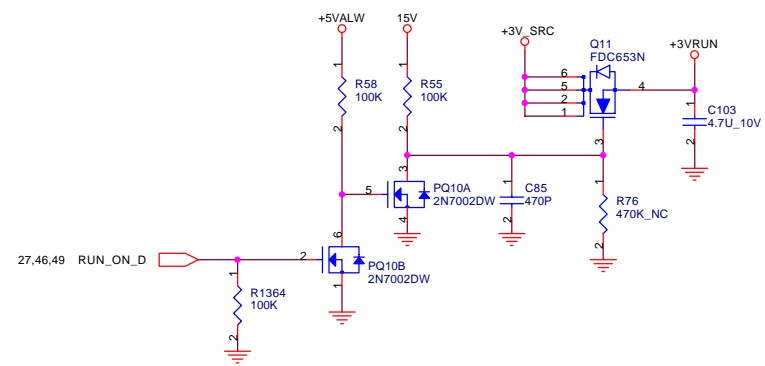 +5VALW
15V
+3V_SRC
Q11
FDC653N
+3VRUN
1
R58
100K
2
1
R55
100K
2
6
5
2
1
4
3
1
C103
4.7U_10V
2
5
3
PQ10A
2N7002DW
4
1
C85
470P
2
1
R76
470K_NC
2
27,46,49 RUN_ON_D
2
6
PQ10B
2N7002DW
1
1
R1364
100K
2